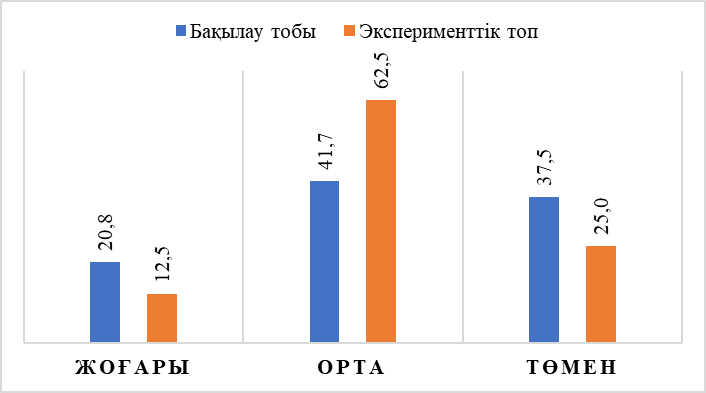 Бақылау тобы Эксперименттік топ
20,8 12,5 41,7 62,5 37,5 25,0
ЖОҒАРЫ ОРТА ТӨМЕН